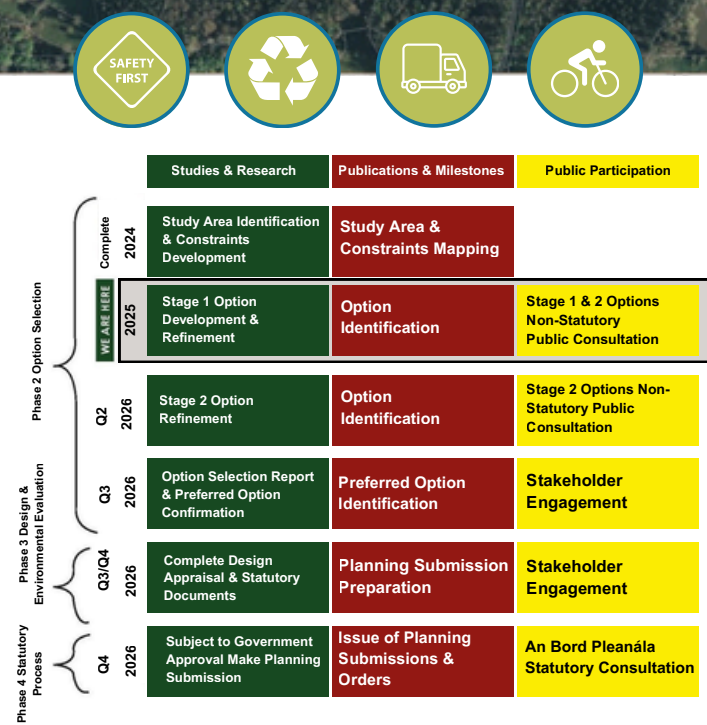 SAFETY
FIRST
Studies & Research
Publications & Milestones
Public Participation
Phase 2 Option Selection
Complete
2024
Study Area Identification
& Constraints
Development
Study Area &
Constraints Mapping
WE ARE HERE
2025
Stage 1 Option
Development &
Refinement
Option
Identification
Stage 1 & 2 Options
Non-Statutory
Public Consultation
Q2
2026
Stage 2 Option
Refinement
Option
Identification
Stage 2 Options Non-
Statutory Public
Consultation
Q3
2026
Option Selection Report
& Preferred Option
Confirmation
Preferred Option
Identification
Stakeholder
Engagement
Phase 3 Design &
Environmental Evaluation
Q3/Q4
2026
Complete Design
Appraisal & Statutory
Documents
Planning Submission
Preparation
Stakeholder
Engagement
Phase 4 Statutory
Process
Q4
2026
Subject to Government
Approval Make Planning
Submission
Issue of Planning
Submissions &
Orders
An Bord Pleanála
Statutory Consultation